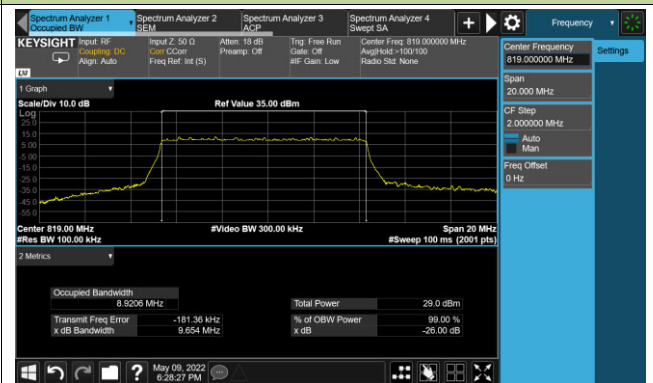 Spectrum Analyzer 1
Occupied BW
Spectrum Analyzer 2
SEM
Spectrum Analyzer 3
ACP
Spectrum Analyzer 4
Swept SA
Frequency
KEYSIGHT
Input: RF
Coupling: DC
Align: Auto
Input Z: 50 Ω
Corr CCorr
Freq Ref: Int (S)
Atten: 18 dB
Preamp: Off
Trig: Free Run
Gate: Off
#IF Gain: Low
Center Freq: 819.000000 MHz
Avg|Hold:>100/100
Radio Std: None
Center Frequency
819.000000 MHz
Settings
Span
20.000 MHz
CF Step
2.000000 MHz
Auto
Man
Freq Offset
0 Hz
LXI
1 Graph
Scale/Div 10.0 dB
Ref Value 35.00 dBm
Log
25.0
15.0
5.00
-5.00
-15.0
-25.0
-35.0
-45.0
-55.0
Center 819.00 MHz
#Video BW 300.00 kHz
Span 20 MHz
#Res BW 100.00 kHz
#Sweep 100 ms (2001 pts)
2 Metrics
Occupied Bandwidth
8.9206 MHz
Total Power
29.0 dBm
Transmit Freq Error
-181.36 kHz
% of OBW Power
99.00 %
x dB Bandwidth
9.654 MHz
x dB
-26.00 dB
?
May 09, 2022
6:28:27 PM